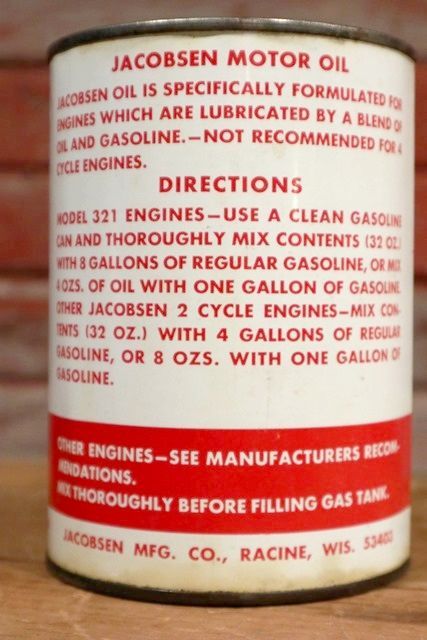 JACOBSEN MOTOR OIL
JACOBSEN OIL IS SPECIFICALLY FORMULATED FOR
ENGINES WHICH ARE LUBRICATED BY A BLEND OF
OIL AND GASOLINE.—NOT RECOMMENDED FOR 4
CYCLE ENGINES.
DIRECTIONS
MODEL 321 ENGINES—USE A CLEAN GASOLINE
CAN AND THOROUGHLY MIX CONTENTS (32 OZ.)
WITH 8 GALLONS OF REGULAR GASOLINE, OR MIX
4 OZS. OF OIL WITH ONE GALLON OF GASOLINE.
OTHER JACOBSEN 2 CYCLE ENGINES—MIX CON-
TENTS (32 OZ.) WITH 4 GALLONS OF REGULAR
GASOLINE, OR 8 OZS. WITH ONE GALLON OF
GASOLINE.
OTHER ENGINES—SEE MANUFACTURERS RECOM-
MENDATIONS.
MIX THOROUGHLY BEFORE FILLING GAS TANK.
JACOBSEN MFG. CO., RACINE, WIS. 53403